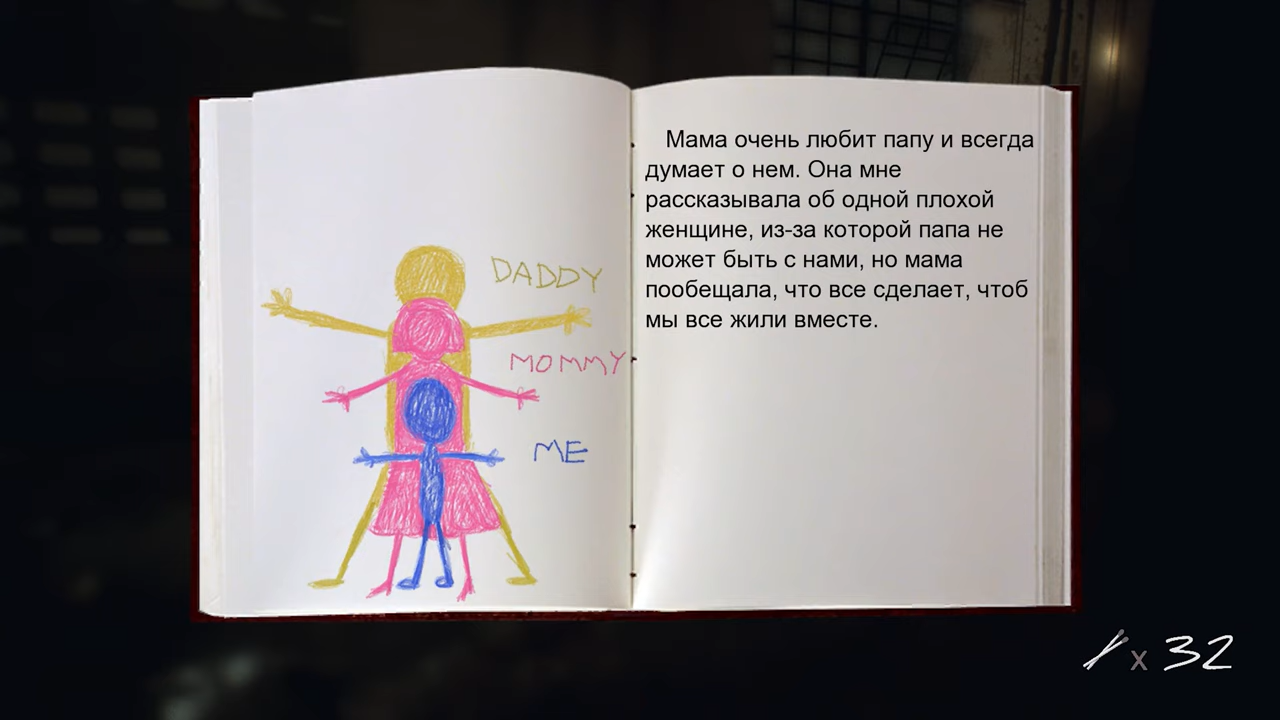 DADDY
MOMMY
ME
Мама очень любит папу и всегда
думает о нем. Она мне
рассказывала об одной плохой
женщине, из-за которой папа не
может быть с нами, но мама
пообещала, что все сделает, чтоб
мы все жили вместе.
x 32